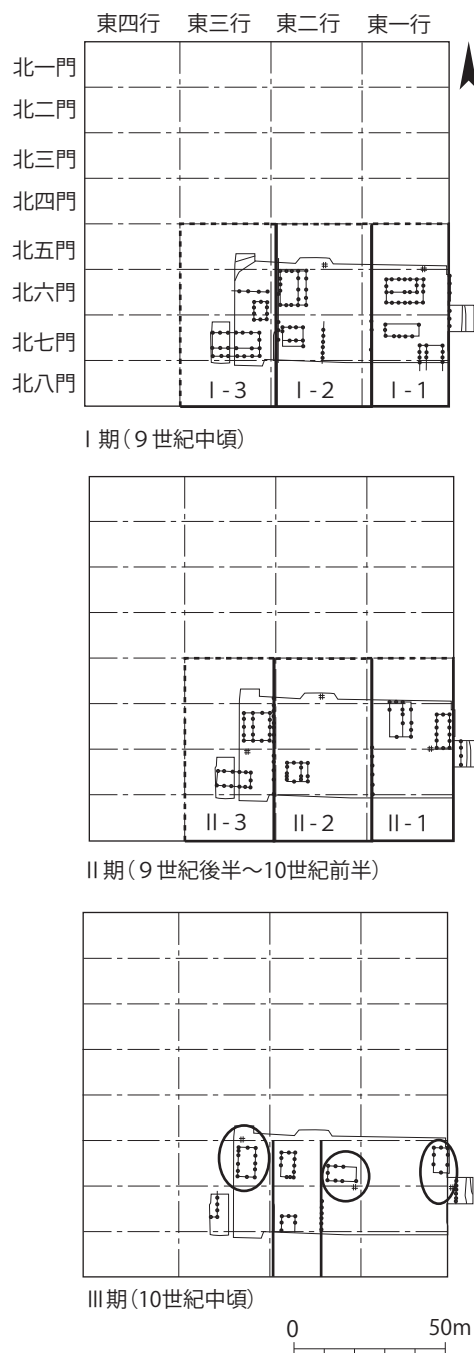 東四行 東三行 東二行 東一行
北一門
北二門
北三門
北四門
北五門
北六門
北七門
北八門
Ⅰ-3 Ⅰ-2 Ⅰ-1
Ⅰ期（９世紀中頃）
Ⅱ-3 Ⅱ-2 Ⅱ-1
Ⅱ期（９世紀後半～10世紀前半）
Ⅲ期（10世紀中頃）
0 50m